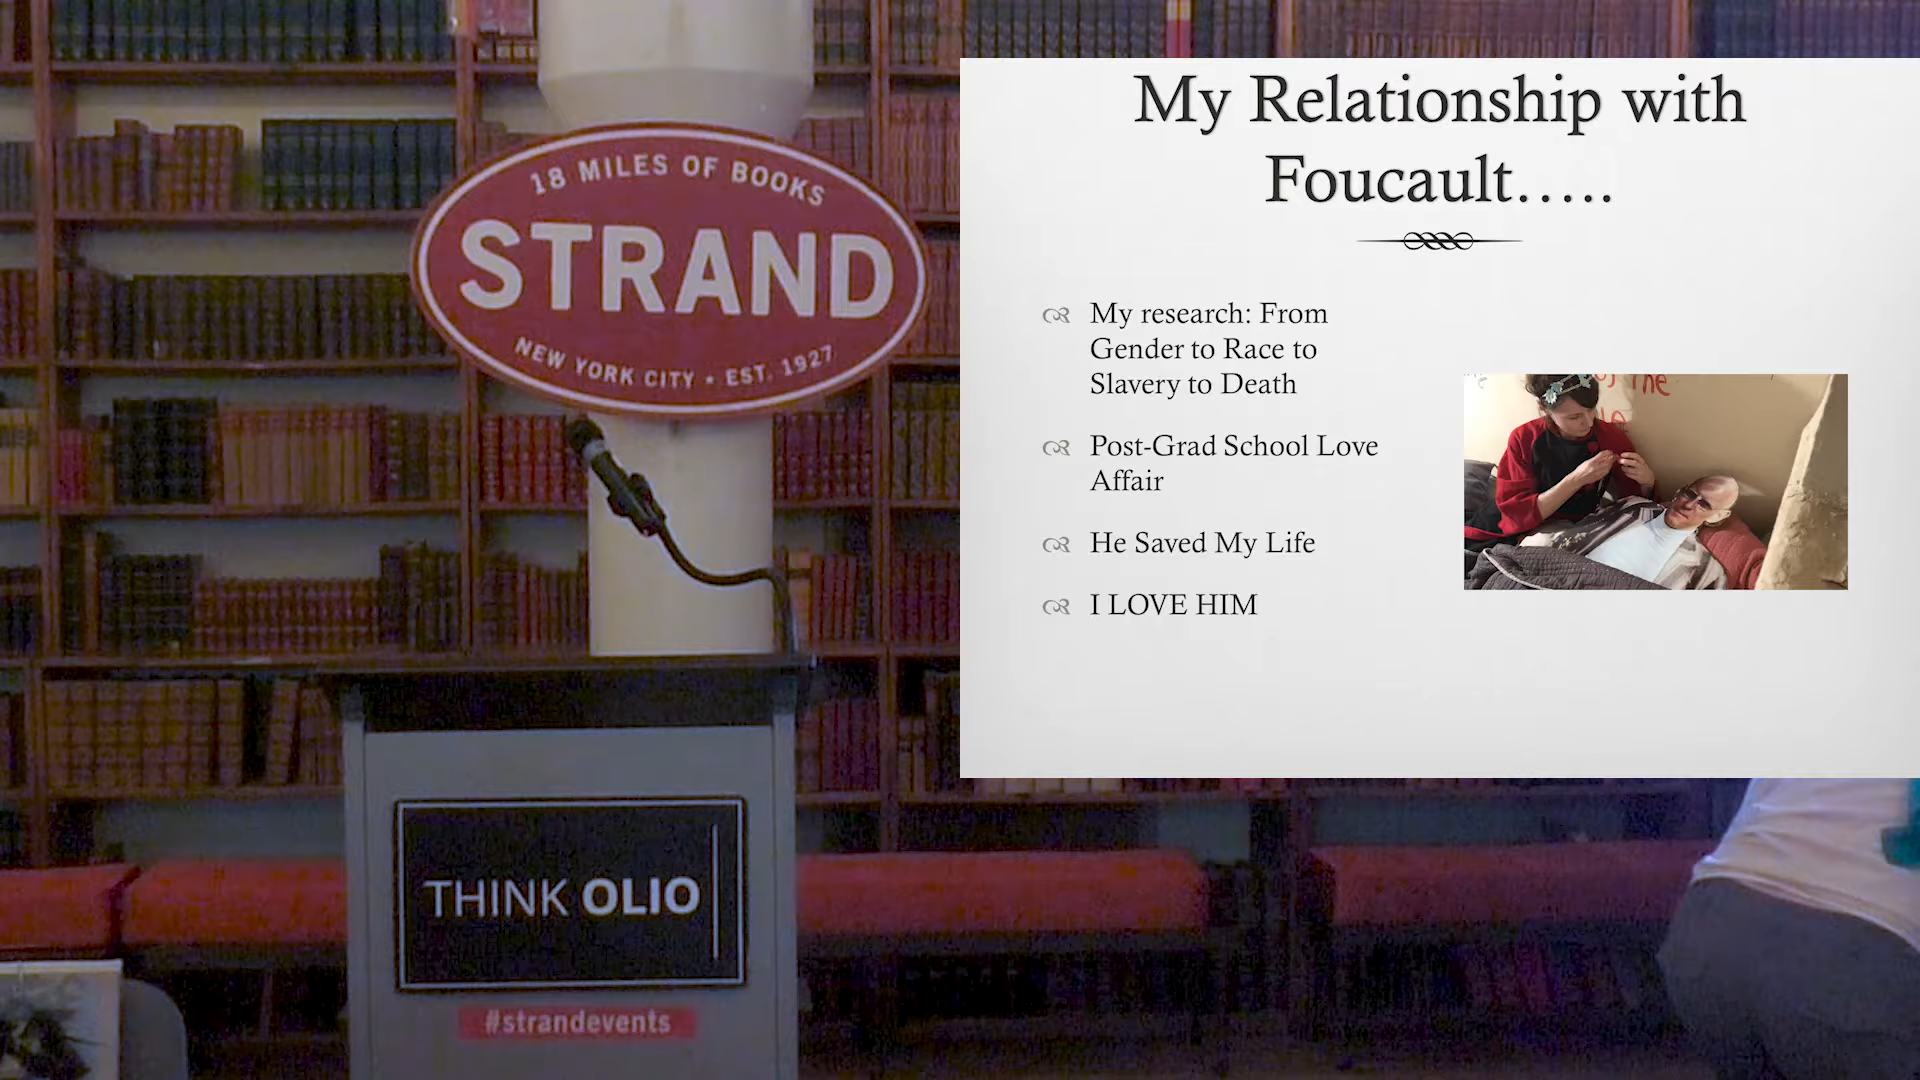 18 MILES OF BOOKS
STRAND
NEW YORK CITY • EST. 1927
THINK OLIO
#strandevents
My Relationship with
Foucault.....
My research: From
Gender to Race to
Slavery to Death
Post-Grad School Love
Affair
He Saved My Life
I LOVE HIM
of the